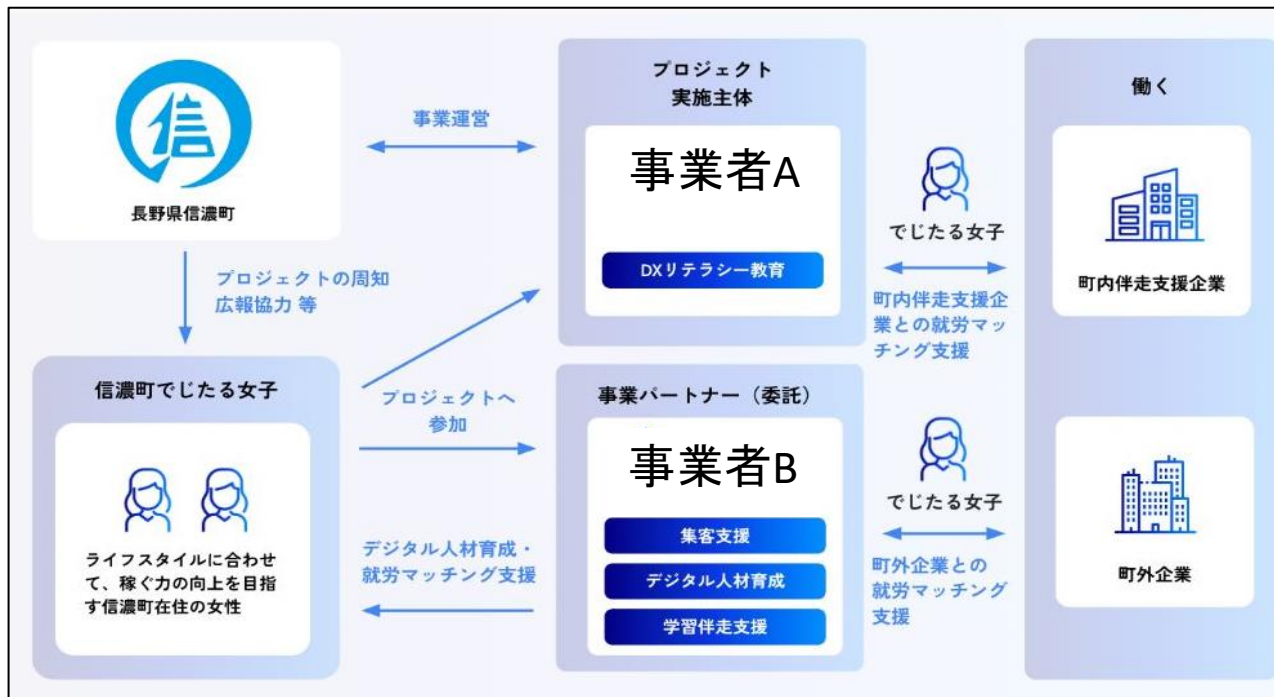 信
長野県信濃町
事業運営
プロジェクト
実施主体
事業者A
DXリテラシー教育
でじたる女子
町内伴走支援企
業との就労マッ
チング支援
働く
町内伴走支援企業
プロジェクトの周知
広報協力 等
信濃町でじたる女子
ライフスタイルに合わせ
て、稼ぐ力の向上を目指
す信濃町在住の女性
プロジェクトへ
参加
デジタル人材育成・
就労マッチング支援
事業パートナー（委託）
事業者B
集客支援
デジタル人材育成
学習伴走支援
でじたる女子
町外企業との
就労マッチング
支援
町外企業